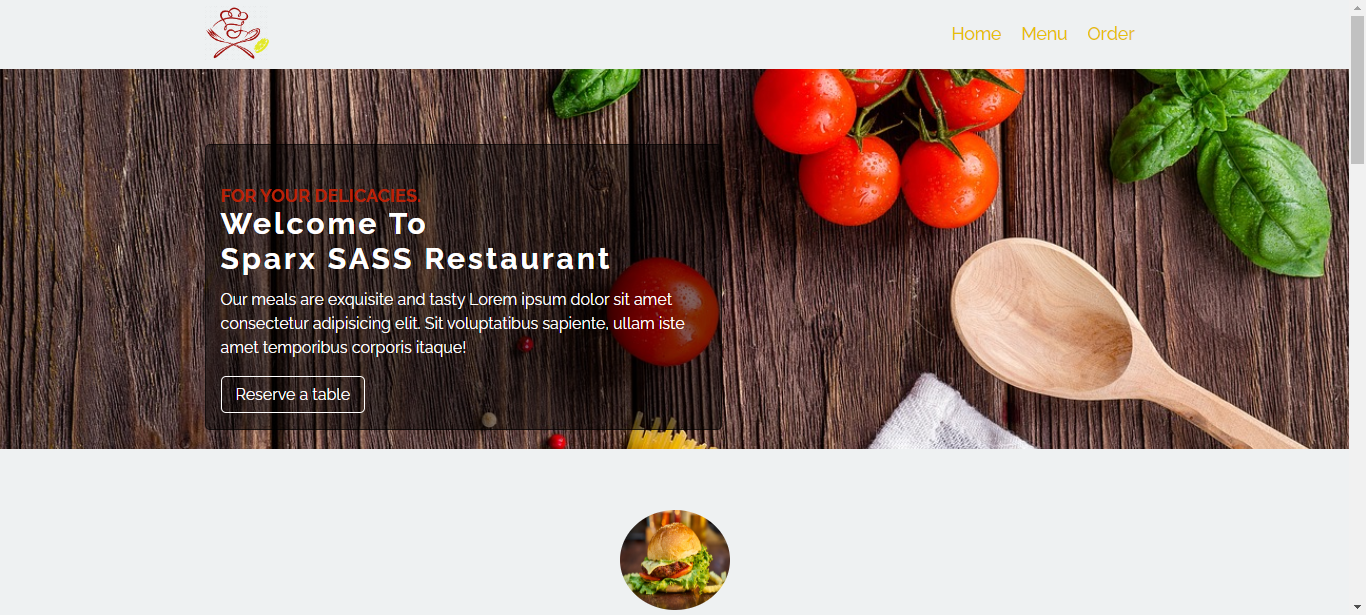 Home Menu Order
FOR YOUR DELICACIES.
Welcome To
Sparx SASS Restaurant
Our meals are exquisite and tasty Lorem ipsum dolor sit amet
consectetur adipisicing elit. Sit voluptatibus sapiente, ullam iste
amet temporibus corporis itaque!
Reserve a table